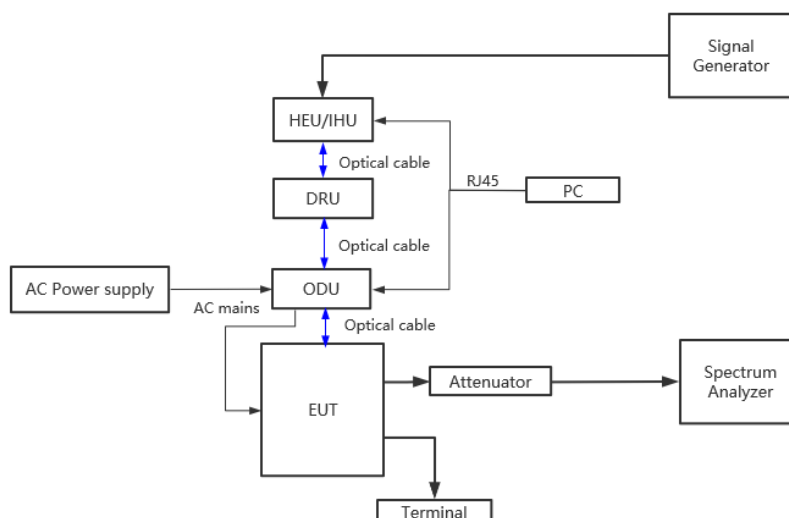 Signal
Generator
HEU/IHU
Optical cable
RJ45
PC
DRU
Optical cable
AC Power supply
ODU
AC mains
Optical cable
EUT
Attenuator
Spectrum
Analyzer
Terminal